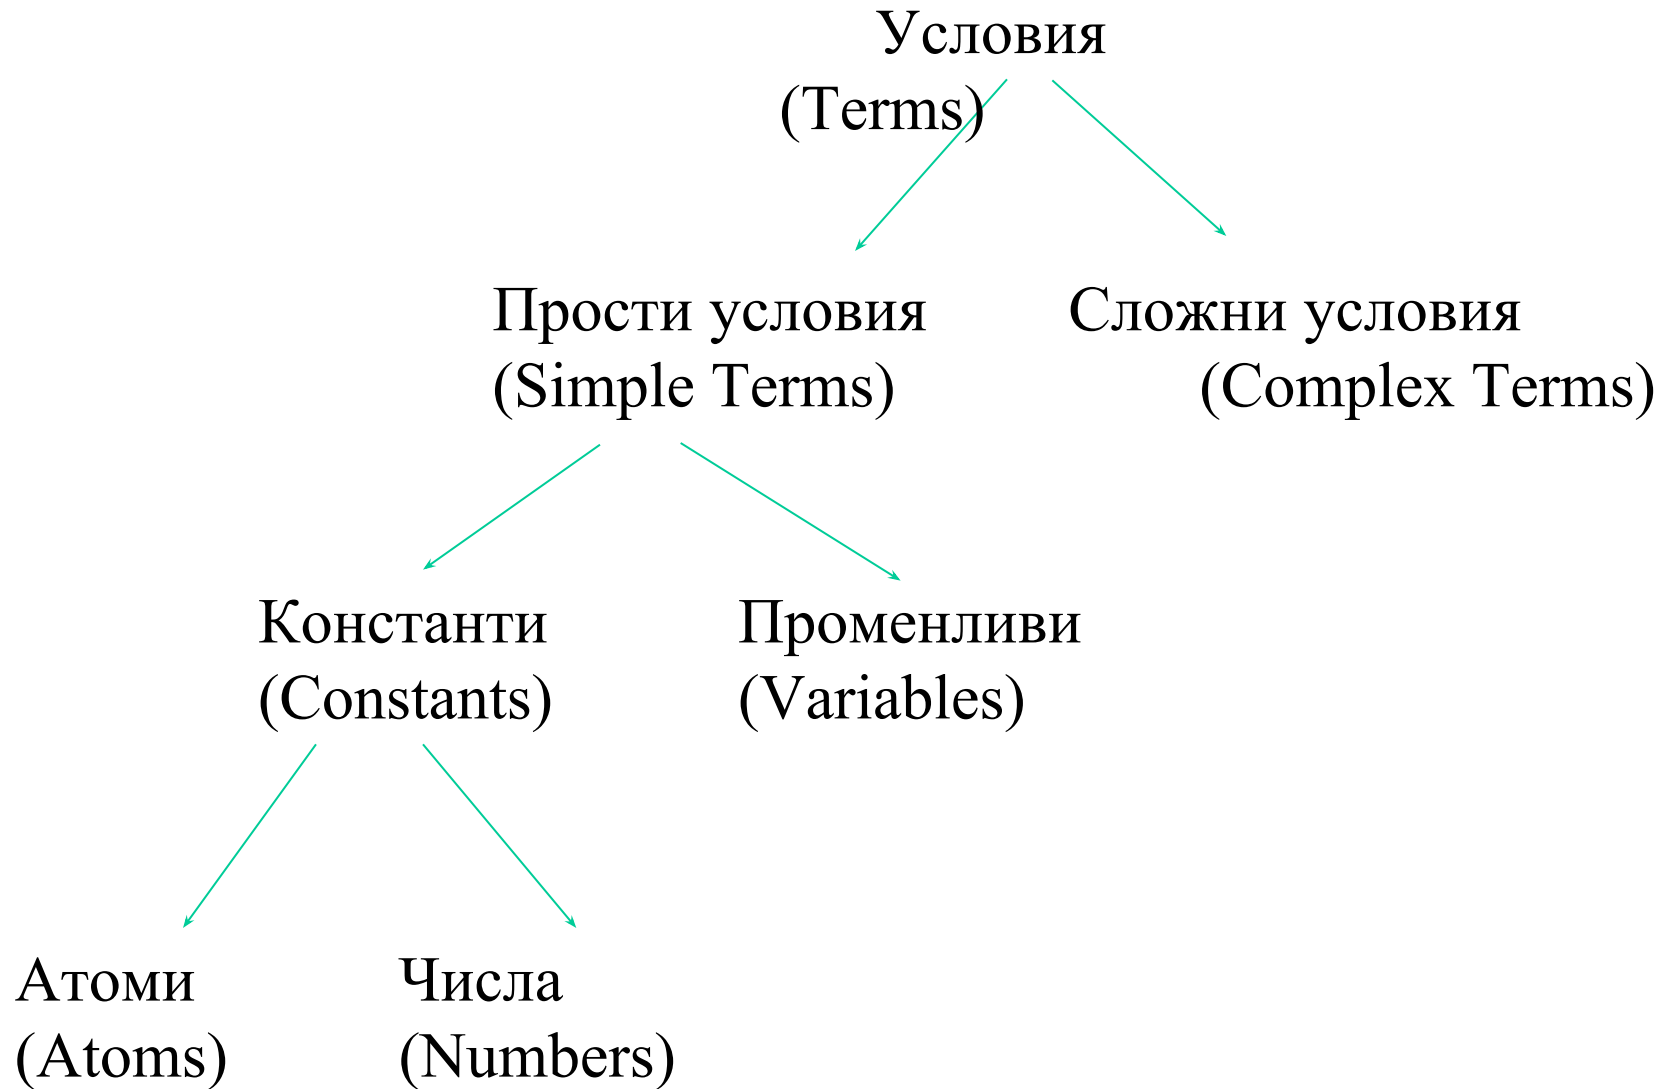 Условия
(Terms)
Прости условия
(Simple Terms)
Сложни условия
(Complex Terms)
Константи
(Constants)
Променливи
(Variables)
Атоми
(Atoms)
Числа
(Numbers)